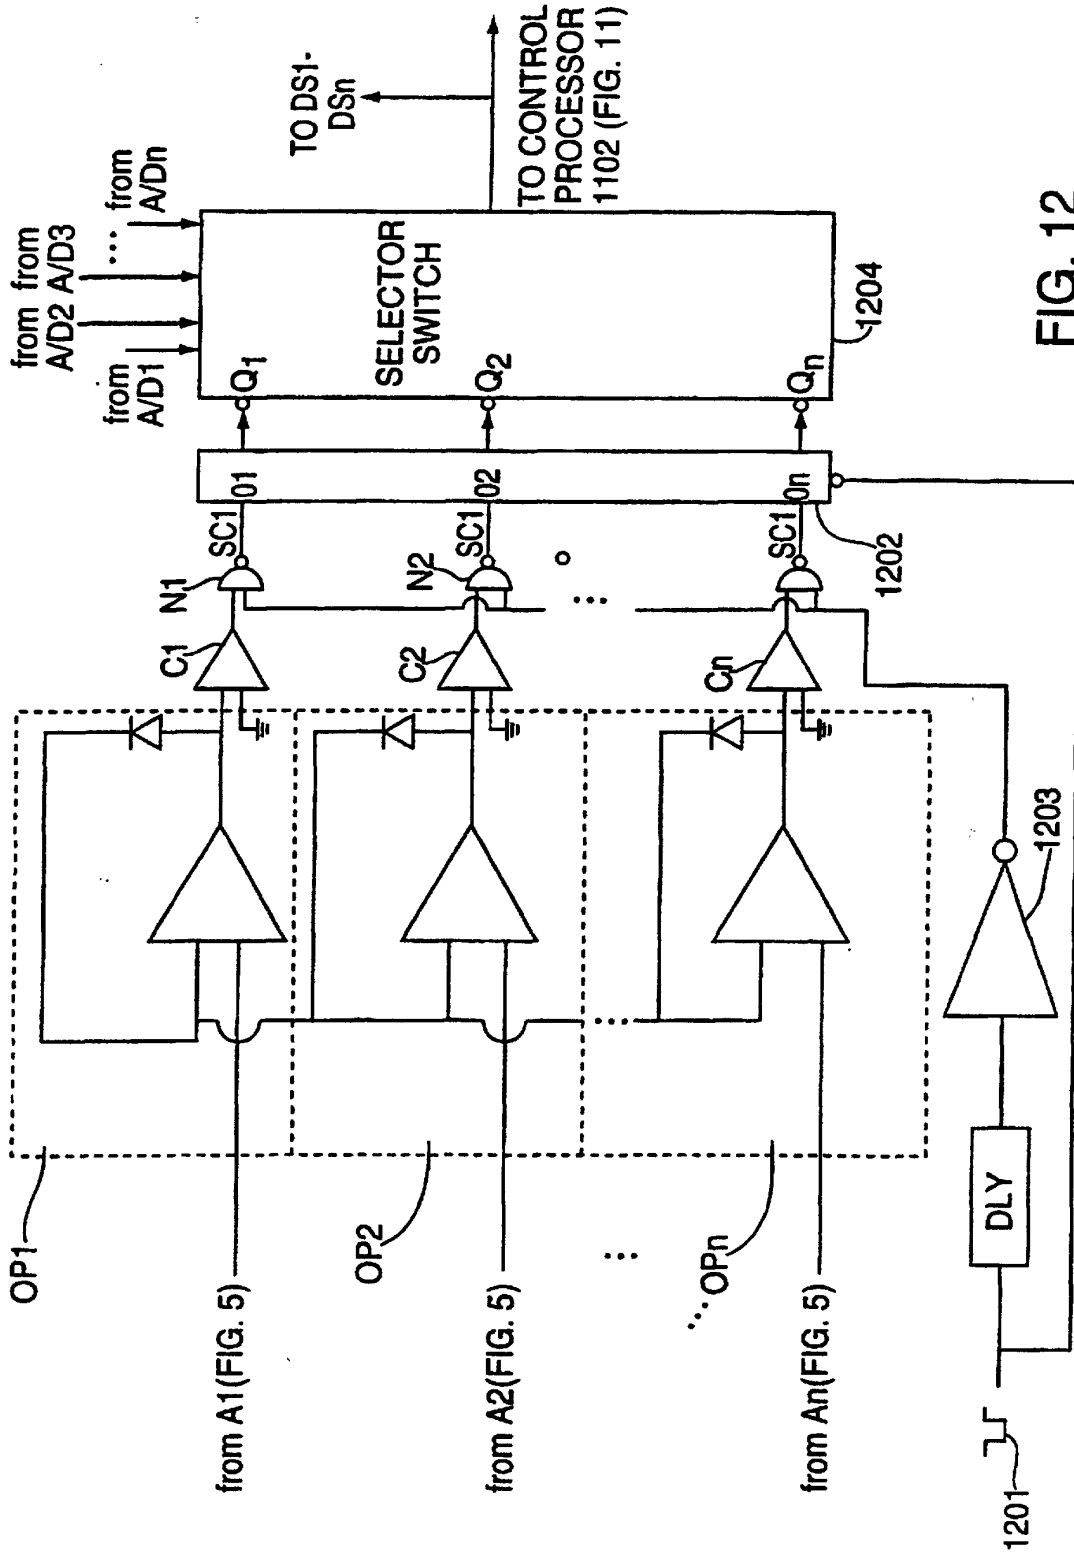 OP1
OP2
OPn
from A1(FIG. 5)
from A2(FIG. 5)
from An(FIG. 5)
1201
DLY
1203
C1
C2
Cn
N1
N2
SC1
SC1
SC1
01
02
0n
1202
from
A/D1
from
A/D2
from
A/D3
from
A/Dn
Q1
Q2
Qn
SELECTOR
SWITCH
1204
TO DS1-
DSn
TO CONTROL
PROCESSOR
1102 (FIG. 11)
FIG. 12